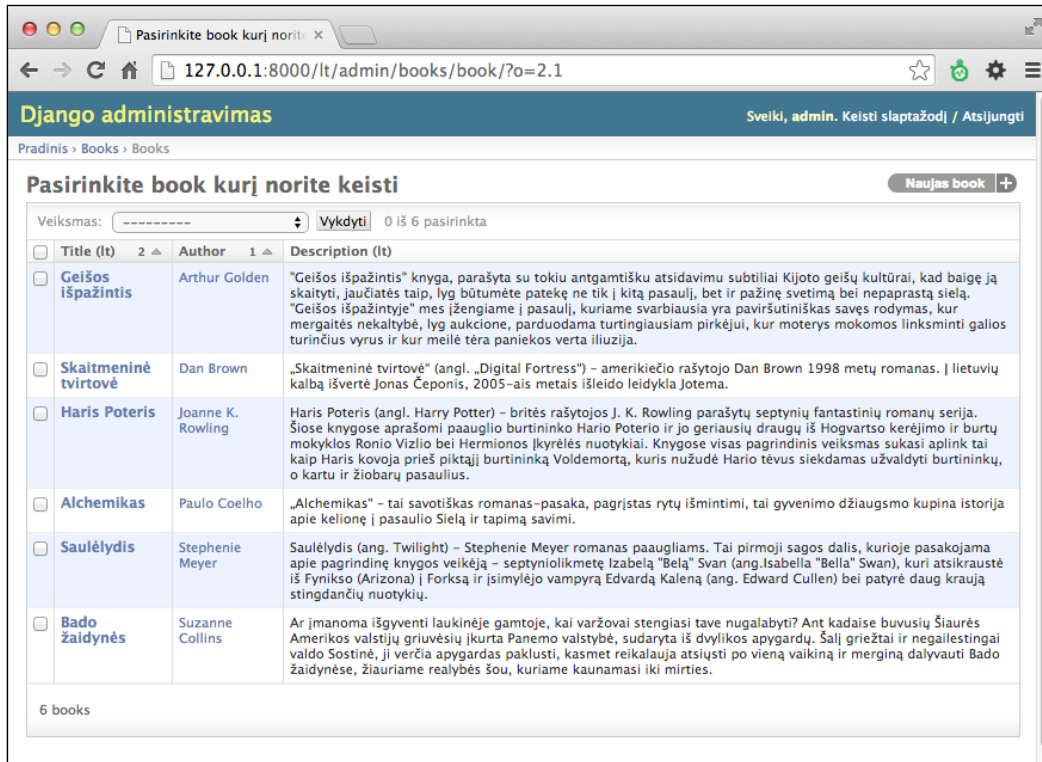 Pasirinkite book kurį norite
127.0.0.1:8000/lt/admin/books/book/?o=2.1
Django administravimas
Sveiki, admin. Keisti slaptažodį / Atsijungti
Pradinis › Books › Books
Pasirinkite book kurį norite keisti
Naujas book +
Veiksmas: --------- Vykdyti 0 iš 6 pasirinkta
Title (lt) 2 Author 1 Description (lt)
Geišos
išpažintis
Arthur Golden
"Geišos išpažintis" knyga, parašyta su tokiu antgamtišku atsidavimu subtiliai Kijoto geišų kultūrai, kad baigę ją
skaityti, jaučiatės taip, lyg būtumėte patekę ne tik į kitą pasaulį, bet ir pažinę svetimą bei nepaprastą sielą.
"Geišos išpažintyje" mes įžengiame į pasaulį, kuriame svarbiausia yra paviršutiniškas savęs rodymas, kur
mergaitės nekaltybė, lyg aukcione, parduodama turtingiausiam pirkėjui, kur moterys mokomos linksminti galios
turinčius vyrus ir kur meilė tėra paniekos verta iliuzija.
Skaitmeninė
tvirtovė
Dan Brown
„Skaitmeninė tvirtovė“ (angl. „Digital Fortress”) – amerikiečio rašytojo Dan Brown 1998 metų romanas. Į lietuvių
kalbą išvertė Jonas Čeponis, 2005-ais metais išleido leidykla Jotema.
Haris Poteris
Joanne K.
Rowling
Haris Poteris (angl. Harry Potter) – britės rašytojos J. K. Rowling parašytų septynių fantastinių romanų serija.
Šiose knygose aprašomi paauglio burtininko Hario Poterio ir jo geriausių draugų iš Hogvartso kerėjimo ir burtų
mokyklos Ronio Vizlio bei Hermionos Įkyrėlės nuotykiai. Knygose visas pagrindinis veiksmas sukasi aplink tai
kaip Haris kovoja prieš piktąjį burtininką Voldemortą, kuris nužudė Hario tėvus siekdamas užvaldyti burtininkų,
o kartu ir žiobarų pasaulius.
Alchemikas
Paulo Coelho
„Alchemikas“ – tai savotiškas romanas-pasaka, pagrįstas rytų išmintimi, tai gyvenimo džiaugsmo kupina istorija
apie kelionę į pasaulio Sielą ir tapimą savimi.
Saulėlydis
Stephenie
Meyer
Saulėlydis (ang. Twilight) – Stephenie Meyer romanas paaugliams. Tai pirmoji sagos dalis, kurioje pasakojama
apie pagrindinę knygos veikėją – septyniolikmetę Izabelą "Belą" Svan (ang.Isabella "Bella" Swan), kuri atsikraustė
iš Fynikso (Arizona) į Forksą ir įsimylėjo vampyrą Edvardą Kaleną (ang. Edward Cullen) bei patyrė daug kraują
stingdančių nuotykių.
Bado
žaidynės
Suzanne
Collins
Ar įmanoma išgyventi laukinėje gamtoje, kai varžovai stengiasi tave nugalabyti? Ant kadaise buvusių Šiaurės
Amerikos valstijų griuvėsių įkurta Panemo valstybė, sudaryta iš dvylikos apygardų. Šalį griežtai ir negailestingai
valdo Sostinė, ji verčia apygardas paklusti, kasmet reikalauja atsiųsti po vieną vaikiną ir merginą dalyvauti Bado
žaidynėse, žiauriame realybės šou, kuriame kaunamasi iki mirties.
6 books